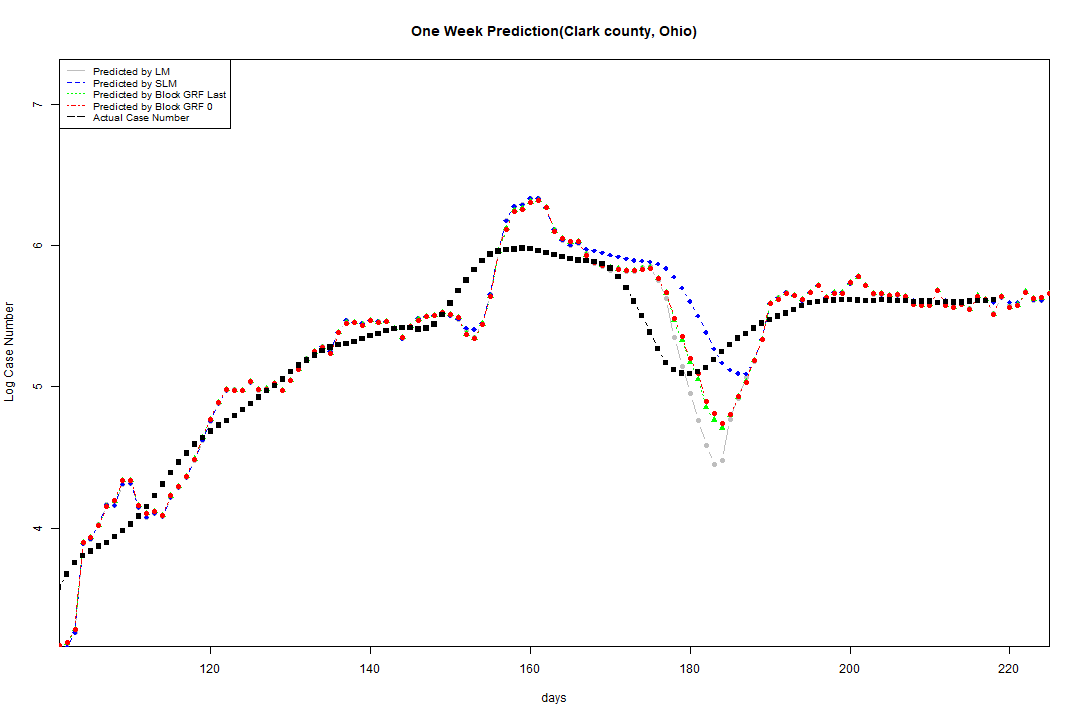 One Week Prediction(Clark county, Ohio)
Predicted by LM
Predicted by SLM
Predicted by Block GRF Last
Predicted by Block GRF 0
Actual Case Number
7
6
5
4
Log Case Number
120 140 160 180 200 220
days